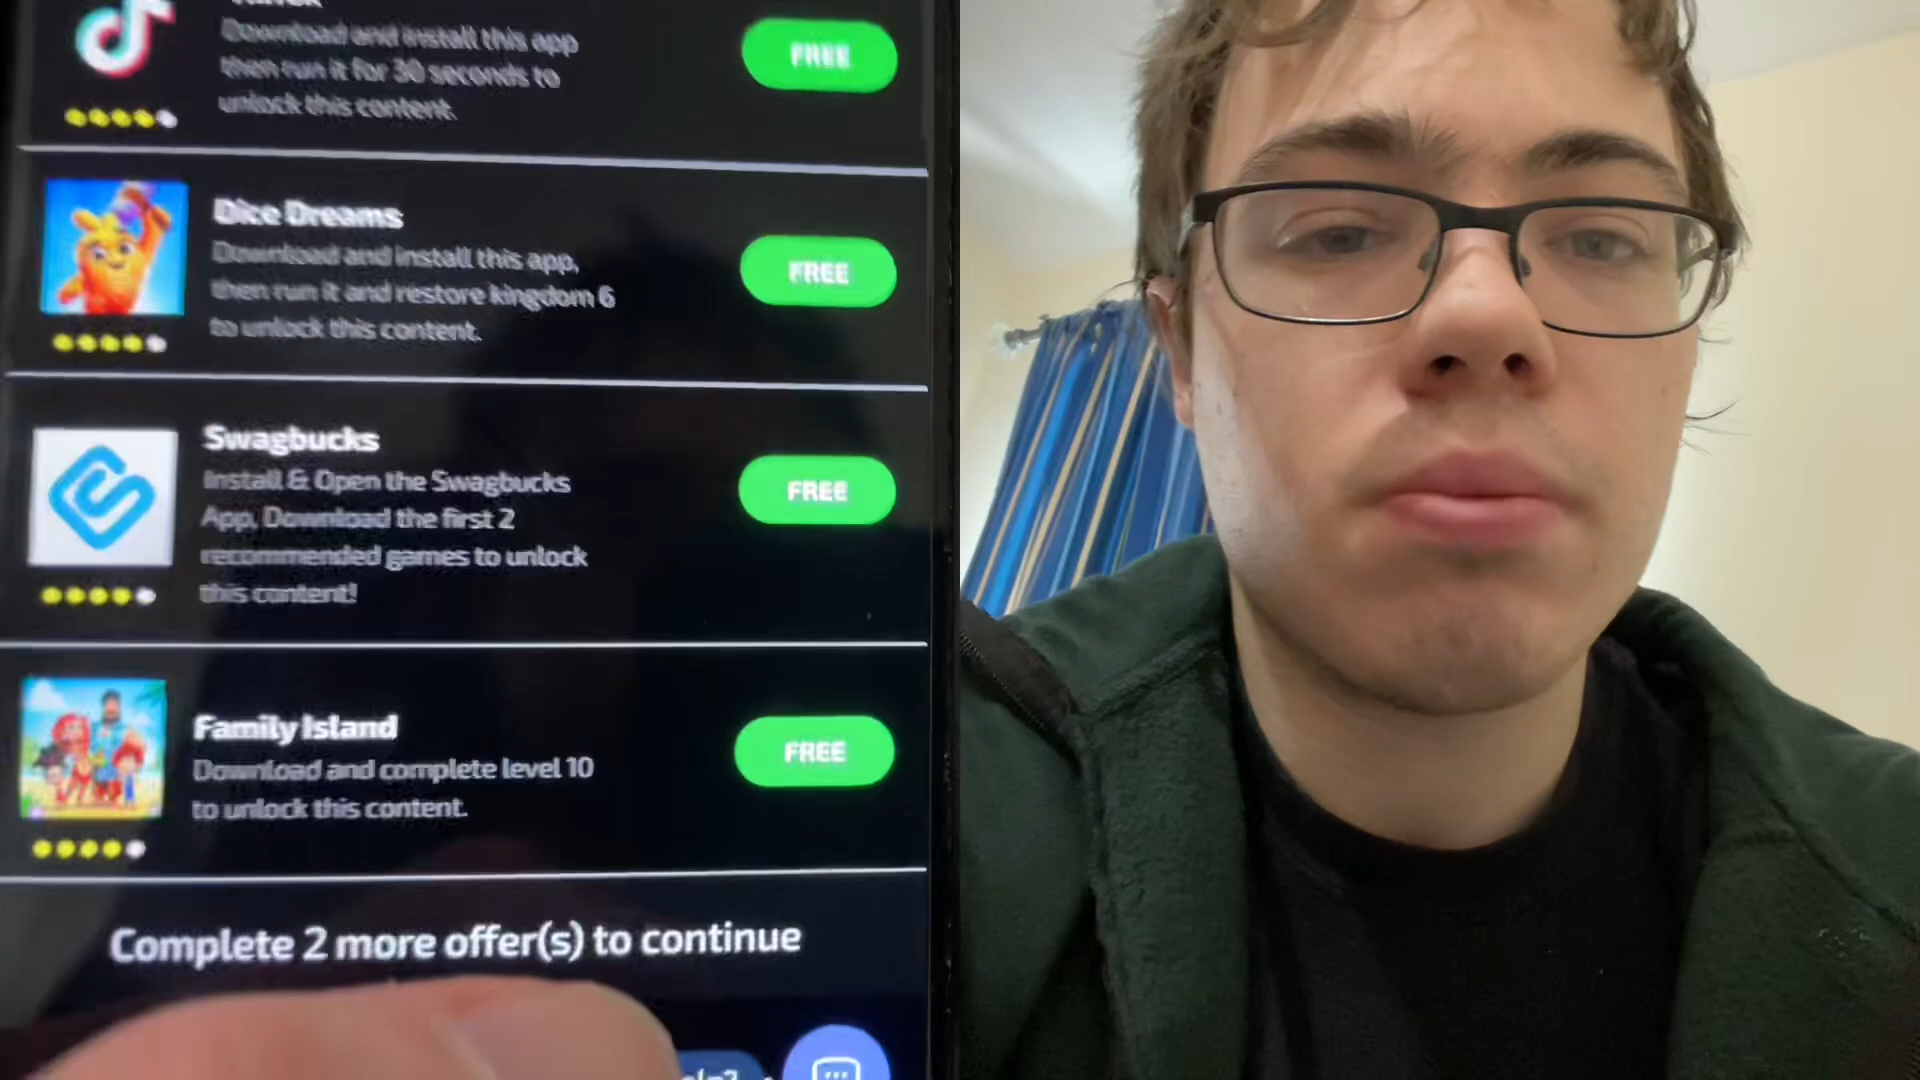 Download and install this app
then run it for 30 seconds to
unlock this content.
FREE
Dice Dreams
Download and install this app,
then run it and restore kingdom 6
to unlock this content.
FREE
Swagbucks
Install & Open the Swagbucks
App, Download the first 2
recommended games to unlock
this content!
FREE
Family Island
Download and complete level 10
to unlock this content.
FREE
Complete 2 more offer(s) to continue